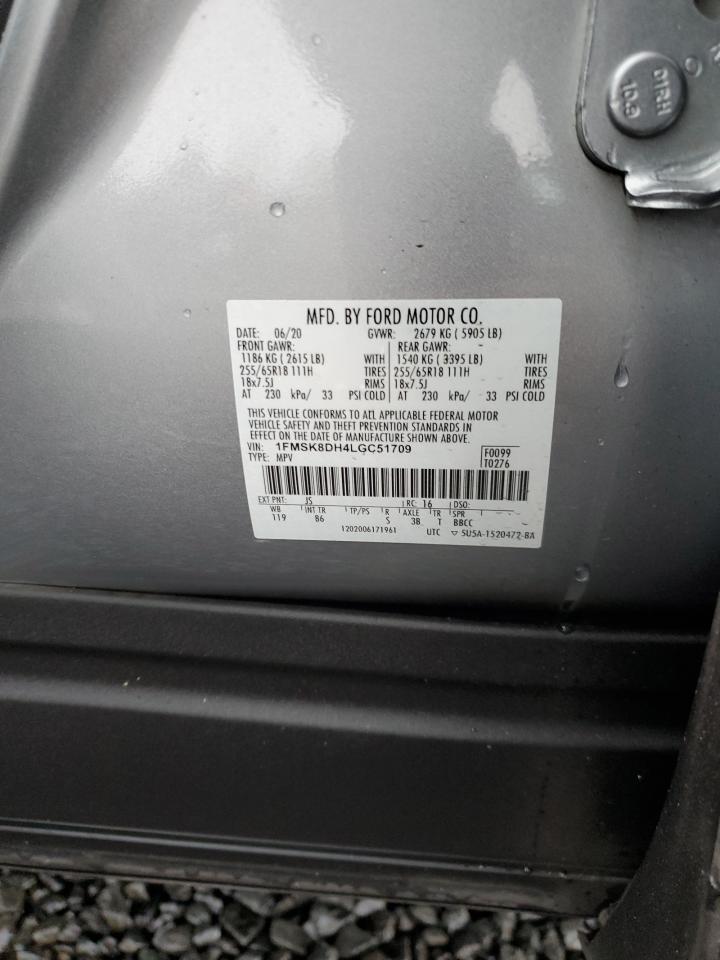 D1RH
10.9
MFD. BY FORD MOTOR CO.
DATE: 06/20 GVWR: 2679 KG ( 5905 LB)
FRONT GAWR: REAR GAWR:
1186 KG ( 2615 LB) WITH 1540 KG ( 3395 LB) WITH
255/65R18 111H TIRES 255/65R18 111H TIRES
18x7.5J RIMS 18x7.5J RIMS
AT 230 kPa/ 33 PSI COLD AT 230 kPa/ 33 PSI COLD
THIS VEHICLE CONFORMS TO ALL APPLICABLE FEDERAL MOTOR
VEHICLE SAFETY AND THEFT PREVENTION STANDARDS IN
EFFECT ON THE DATE OF MANUFACTURE SHOWN ABOVE.
VIN: 1FMSK8DH4LGC51709 F0099
TYPE: MPV T0276
EXT PNT: JS RC: 16 DSO:
WB INT TR TP/PS R AXLE TR SPR
119 86 S 3B T BBCC
1202006171961 UTC ▽ 5U5A-1520472-BA